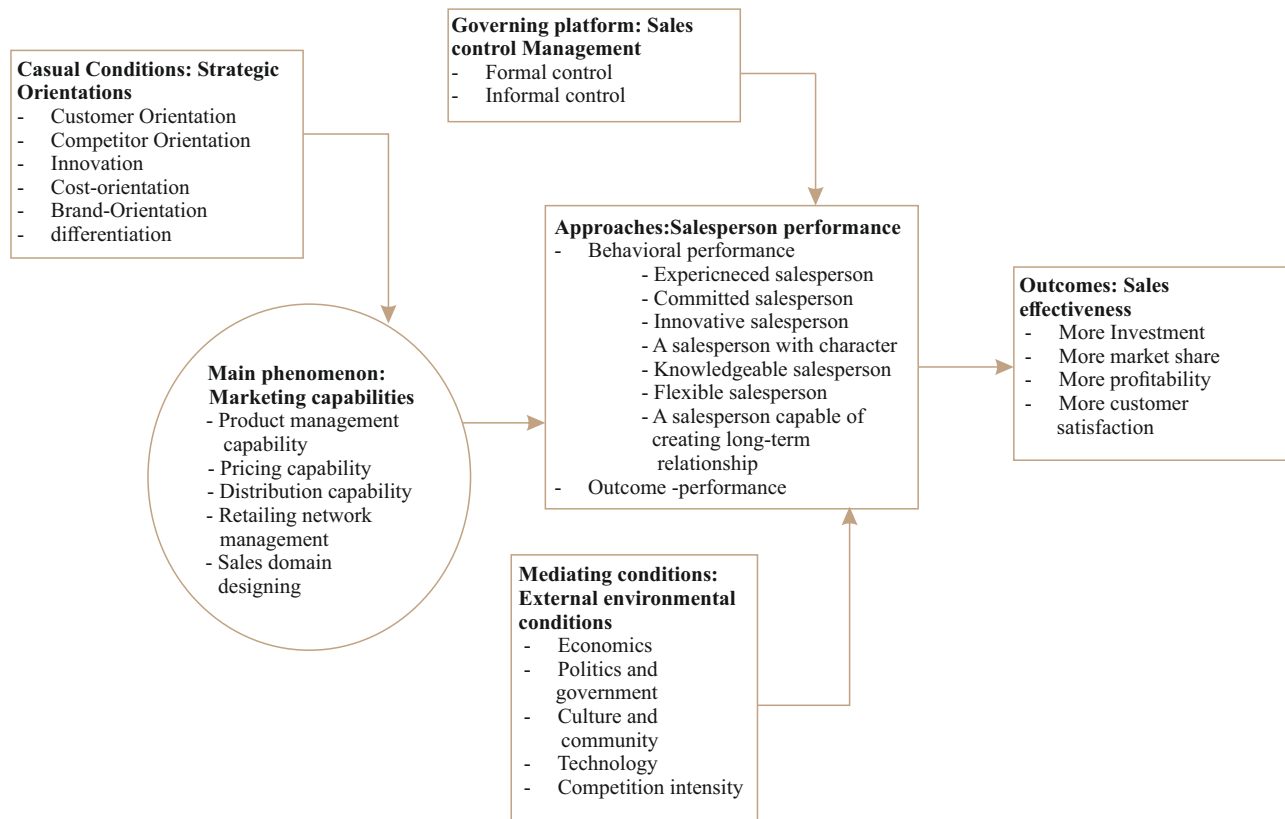 Governing platform: Sales
control Management
- Formal control
- Informal control
Casual Conditions: Strategic
Orientations
- Customer Orientation
- Competitor Orientation
- Innovation
- Cost-orientation
- Brand-Orientation
- differentiation
Approaches:Salesperson performance
- Behavioral performance
- Expericneced salesperson
- Committed salesperson
- Innovative salesperson
- A salesperson with character
- Knowledgeable salesperson
- Flexible salesperson
- A salesperson capable of
creating long-term
relationship
- Outcome -performance
Outcomes: Sales
effectiveness
- More Investment
- More market share
- More profitability
- More customer
satisfaction
Main phenomenon:
Marketing capabilities
- Product management
capability
- Pricing capability
- Distribution capability
- Retailing network
management
- Sales domain
designing
Mediating conditions:
External environmental
conditions
- Economics
- Politics and
government
- Culture and
community
- Technology
- Competition intensity